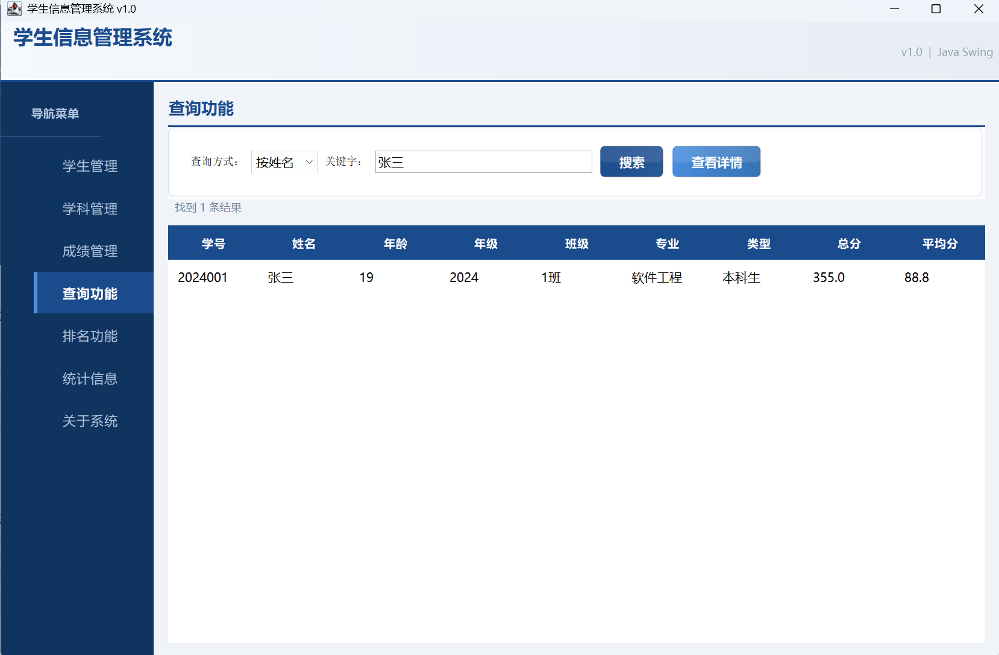 学生信息管理系统 v1.0
学生信息管理系统
v1.0 | Java Swing
导航菜单
学生管理
学科管理
成绩管理
查询功能
排名功能
统计信息
关于系统
查询功能
查询方式： 按姓名 关键字： 张三 搜索 查看详情
找到 1 条结果
学号 姓名 年龄 年级 班级 专业 类型 总分 平均分
2024001 张三 19 2024 1班 软件工程 本科生 355.0 88.8